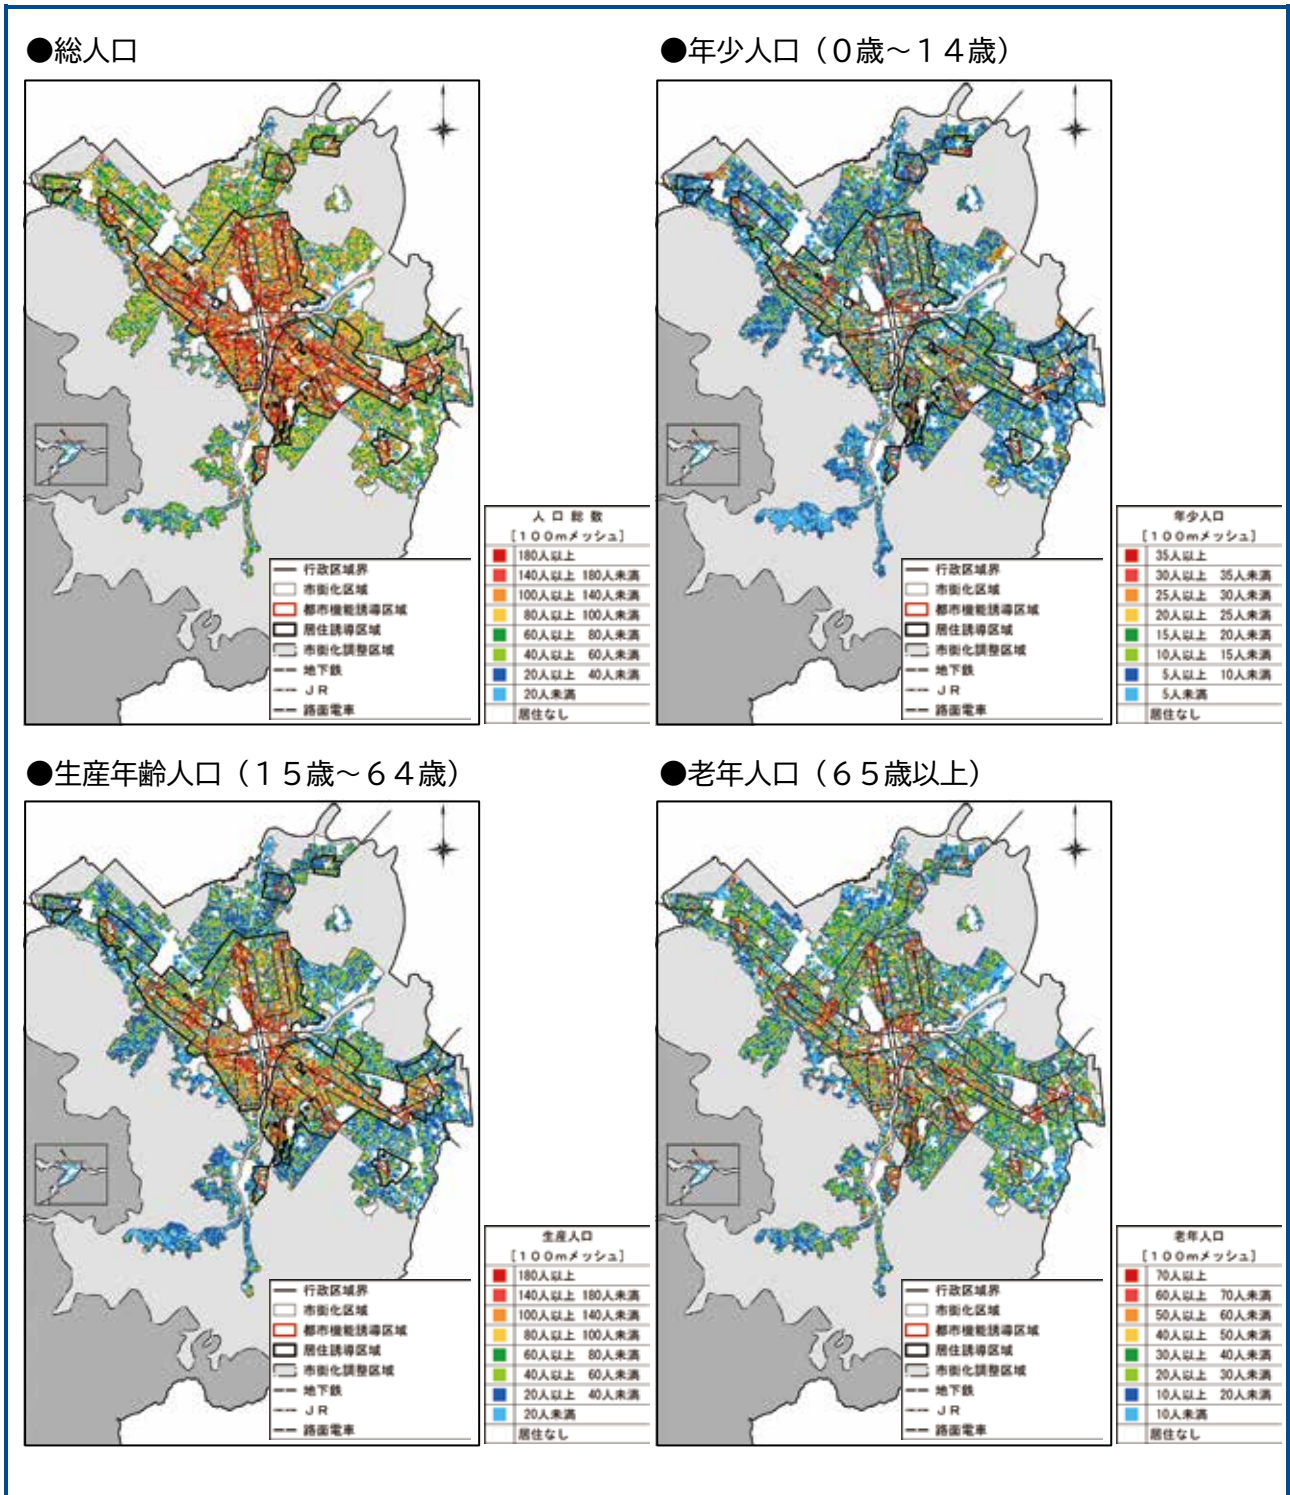 ●総人口
●年少人口（０歳～１４歳）
人口総数
[１００mメッシュ]
180人以上
140人以上 180人未満
100人以上 140人未満
80人以上 100人未満
60人以上 80人未満
40人以上 60人未満
20人以上 40人未満
20人未満
居住なし
行政区域界
市街化区域
都市機能誘導区域
居住誘導区域
市街化調整区域
地下鉄
ＪＲ
路面電車
年少人口
[１００mメッシュ]
35人以上
30人以上 35人未満
25人以上 30人未満
20人以上 25人未満
15人以上 20人未満
10人以上 15人未満
5人以上 10人未満
5人未満
居住なし
行政区域界
市街化区域
都市機能誘導区域
居住誘導区域
市街化調整区域
地下鉄
ＪＲ
路面電車
●生産年齢人口（１５歳～６４歳）
●老年人口（６５歳以上）
生産人口
[１００mメッシュ]
180人以上
140人以上 180人未満
100人以上 140人未満
80人以上 100人未満
60人以上 80人未満
40人以上 60人未満
20人以上 40人未満
20人未満
居住なし
行政区域界
市街化区域
都市機能誘導区域
居住誘導区域
市街化調整区域
地下鉄
ＪＲ
路面電車
老年人口
[１００mメッシュ]
70人以上
60人以上 70人未満
50人以上 60人未満
40人以上 50人未満
30人以上 40人未満
20人以上 30人未満
10人以上 20人未満
10人未満
居住なし
行政区域界
市街化区域
都市機能誘導区域
居住誘導区域
市街化調整区域
地下鉄
ＪＲ
路面電車